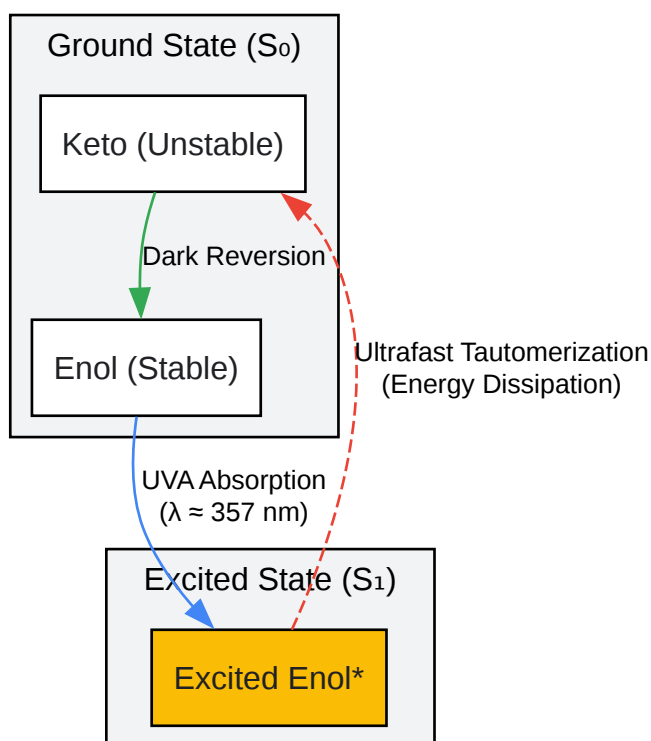 Ground State (S₀)
Keto (Unstable)
Dark Reversion
Enol (Stable)
Ultrafast Tautomerization
(Energy Dissipation)
UVA Absorption
(λ ≈ 357 nm)
Excited State (S₁)
Excited Enol*